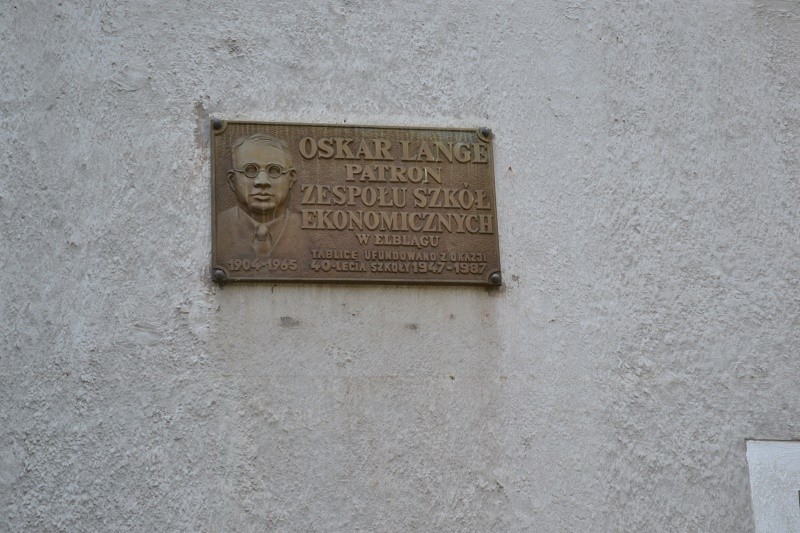 OSKAR LANGE
PATRON
ZESPOŁU SZKÓŁ
EKONOMICZNYCH
W ELBLĄGU
TABLICĘ UFUNDOWANO Z OKAZJI
40-LECIA SZKOŁY 1947-1987
1904-1965